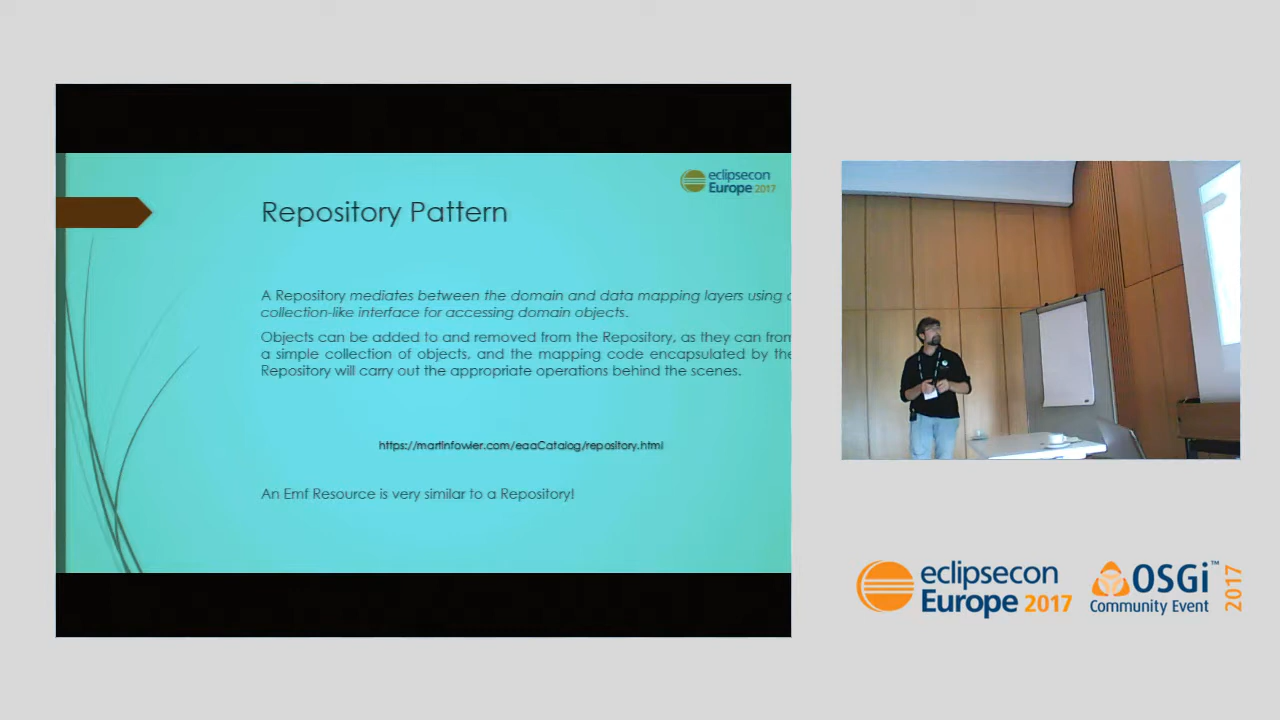 eclipsecon
Europe 2017
Repository Pattern
A Repository mediates between the domain and data mapping layers using
collection-like interface for accessing domain objects.
Objects can be added to and removed from the Repository, as they can from
a simple collection of objects, and the mapping code encapsulated by the
Repository will carry out the appropriate operations behind the scenes.
https://martinfowler.com/eaaCatalog/repository.html
An Emf Resource is very similar to a Repository!
eclipsecon
Europe 2017
OSGi™
Community Event
2017